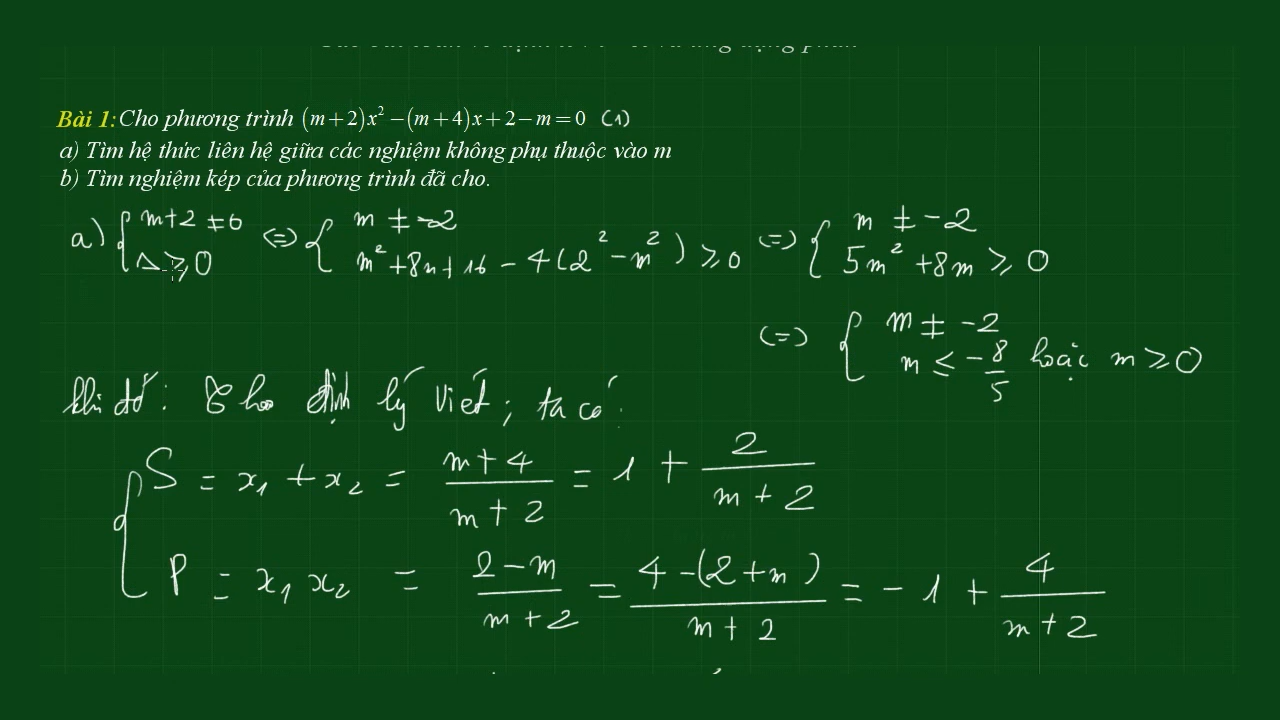 Bài 1: Cho phương trình (m+2)x² −(m+4)x+2−m=0 (1)
a) Tìm hệ thức liên hệ giữa các nghiệm không phụ thuộc vào m
b) Tìm nghiệm kép của phương trình đã cho.
a) { m+2 ≠ 0 ; Δ ≥ 0 <=> { m ≠ -2 ; m² + 8m + 16 - 4(2² - m²) ≥ 0 <=> { m ≠ -2 ; 5m² + 8m ≥ 0
<=> { m ≠ -2 ; m ≤ -8/5 hoặc m ≥ 0
khi đó: Theo định lý Viet; ta có:
{ S = x₁ + x₂ = (m+4)/(m+2) = 1 + 2/(m+2)
P = x₁ x₂ = (2-m)/(m+2) = (4-(2+m))/(m+2) = -1 + 4/(m+2)